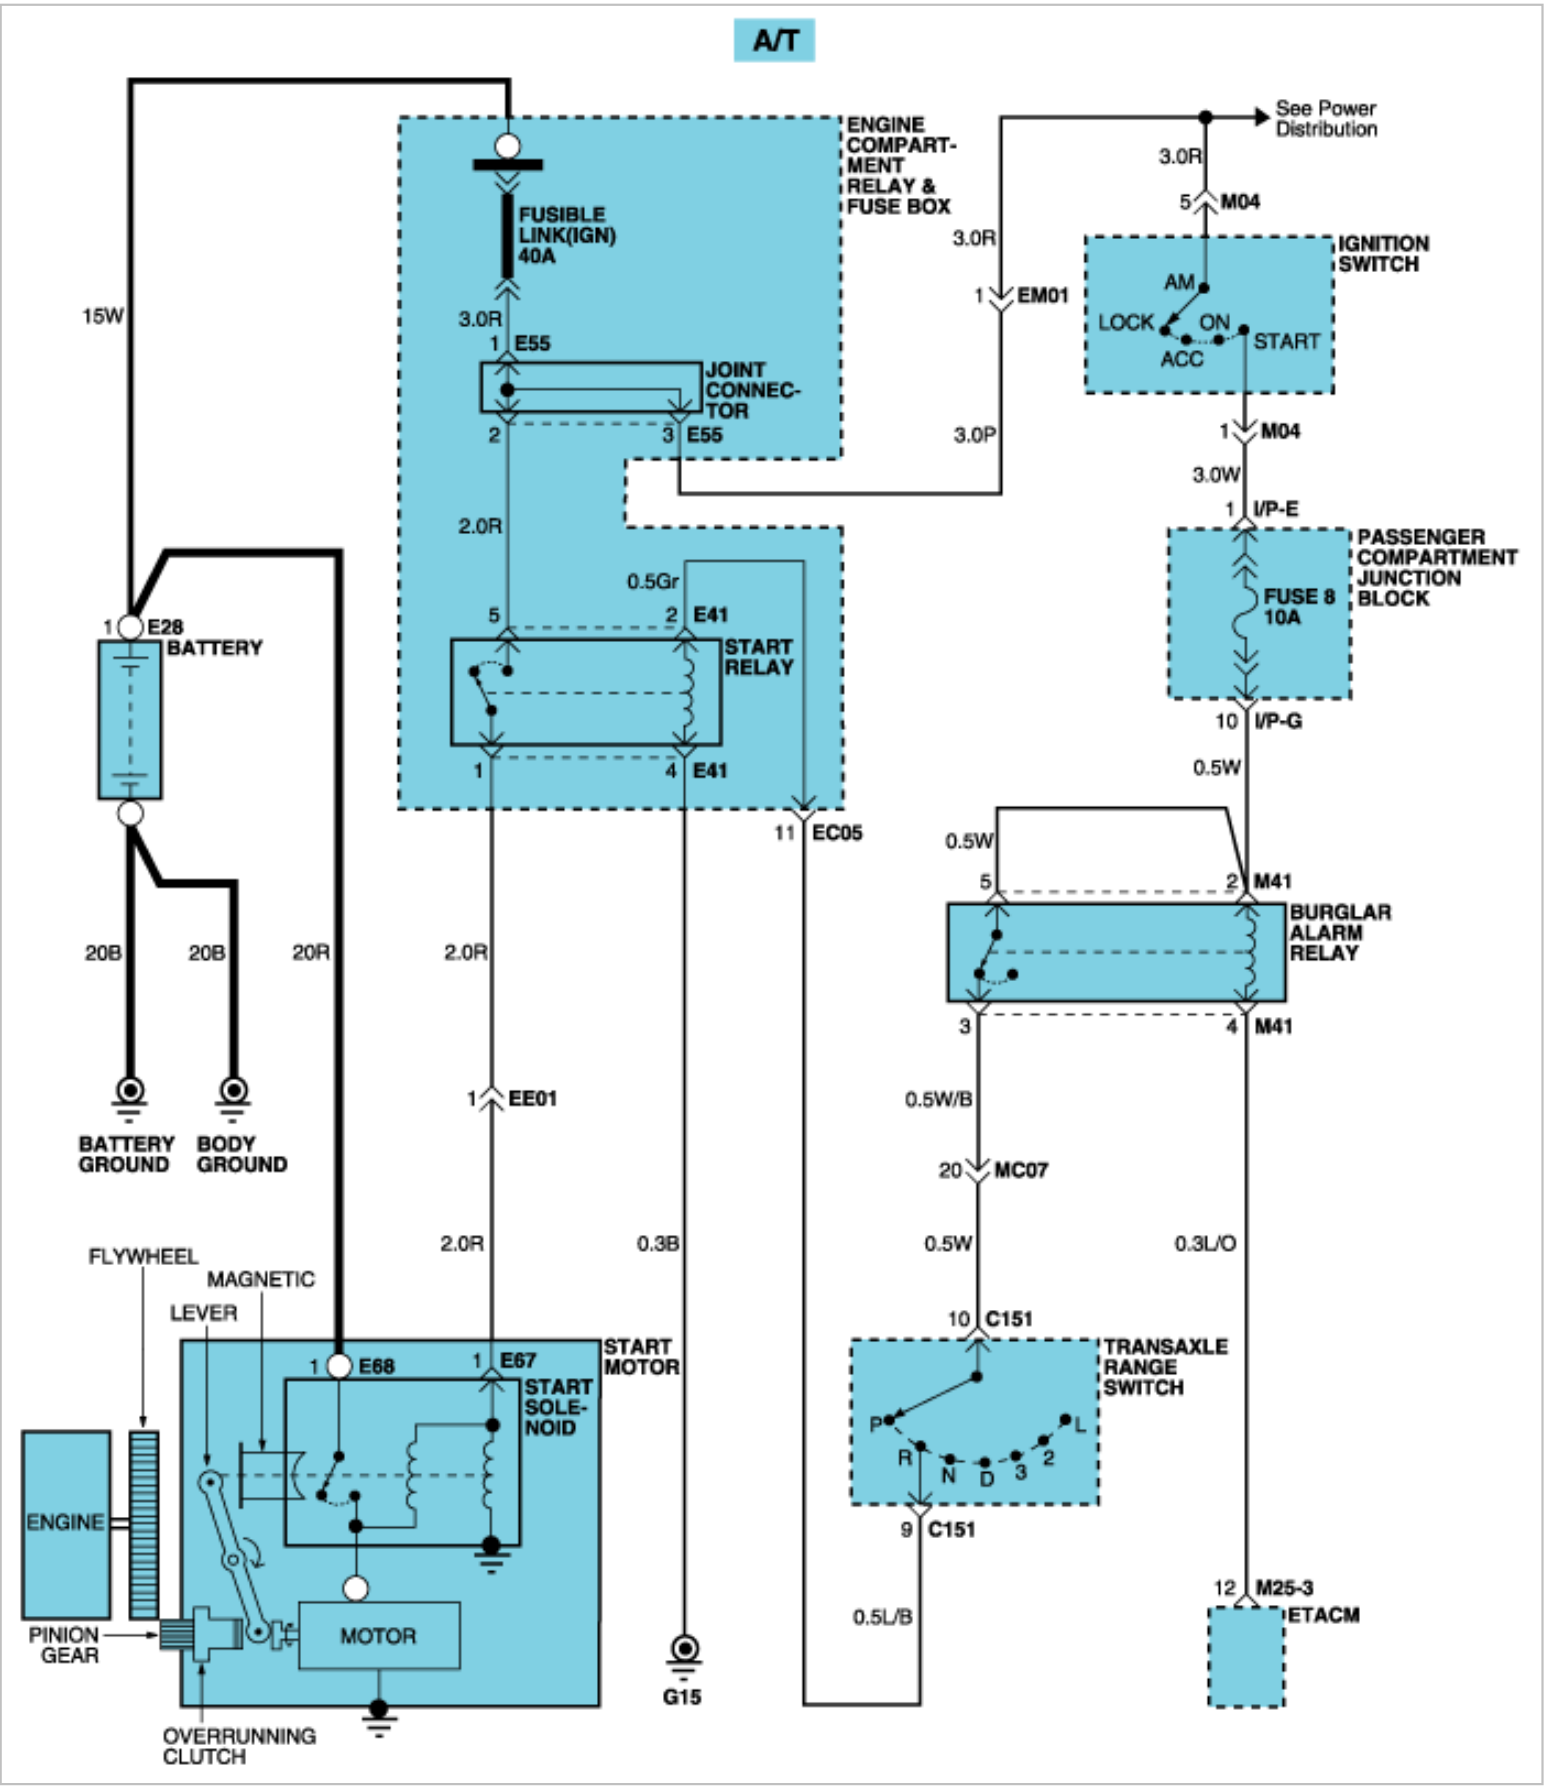 A/T
ENGINE
COMPART-
MENT
RELAY &
FUSE BOX
See Power
Distribution
3.0R
5 M04
FUSIBLE
LINK(IGN)
40A
3.0R
IGNITION
SWITCH
AM
LOCK
ON
START
ACC
1 EM01
15W
3.0R
1 E55
JOINT
CONNEC-
TOR
2
3 E55
3.0P
1 M04
3.0W
1 I/P-E
2.0R
PASSENGER
COMPARTMENT
JUNCTION
BLOCK
FUSE 8
10A
0.5Gr
5
2 E41
1 E28
BATTERY
START
RELAY
10 I/P-G
1
4 E41
0.5W
11 EC05
0.5W
5
2 M41
BURGLAR
ALARM
RELAY
20B
20B
20R
2.0R
3
4 M41
1 EE01
0.5W/B
BATTERY
GROUND
BODY
GROUND
20 MC07
2.0R
0.3B
0.5W
0.3L/O
FLYWHEEL
MAGNETIC
LEVER
10 C151
START
MOTOR
TRANSAXLE
RANGE
SWITCH
1 E68
1 E67
START
SOLE-
NOID
P
R
N
D
3
2
L
ENGINE
9 C151
12 M25-3
ETACM
0.5L/B
PINION
GEAR
MOTOR
G15
OVERRUNNING
CLUTCH